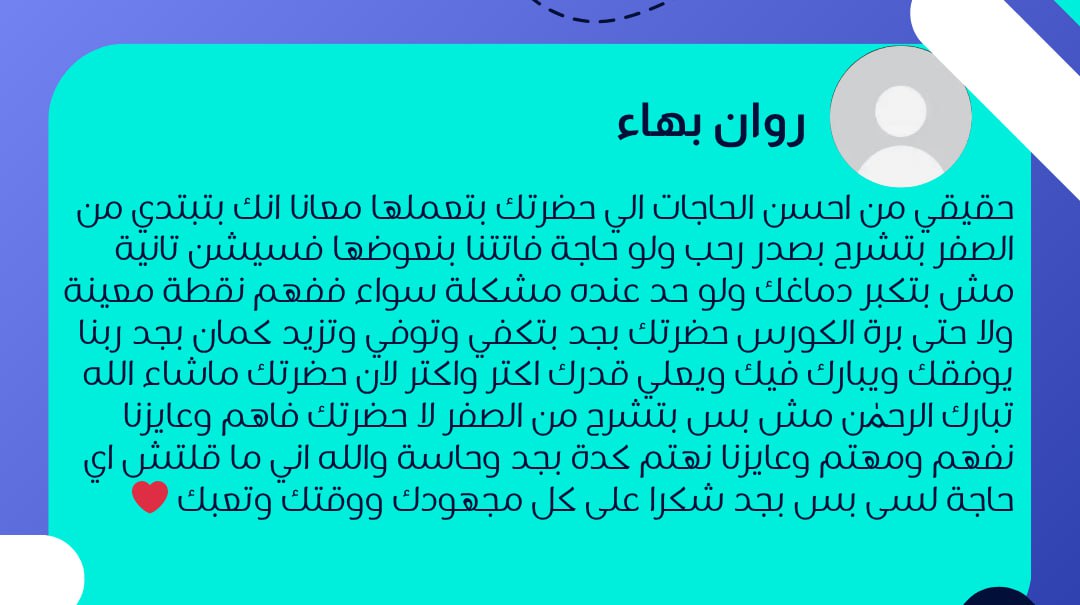 روان بهاء
حقيقي من احسن الحاجات الي حضرتك بتعملها معانا انك بتبتدي من
الصفر بتشرح بصدر رحب ولو حاجة فاتتنا بنعوضها فسيشن تانية
مش بتكبر دماغك ولو حد عنده مشكلة سواء ففهم نقطة معينة
ولا حتى برة الكورس حضرتك بجد بتكفي وتوفي وتزيد كمان بجد ربنا
يوفقك ويبارك فيك ويعلي قدرك اكتر واكتر لان حضرتك ماشاء الله
تبارك الرحمٰن مش بس بتشرح من الصفر لا حضرتك فاهم وعايزنا
نفهم ومهتم وعايزنا نهتم كدة بجد وحاسة والله اني ما قلتش اي
حاجة لسى بس بجد شكرا على كل مجهودك ووقتك وتعبك ❤️